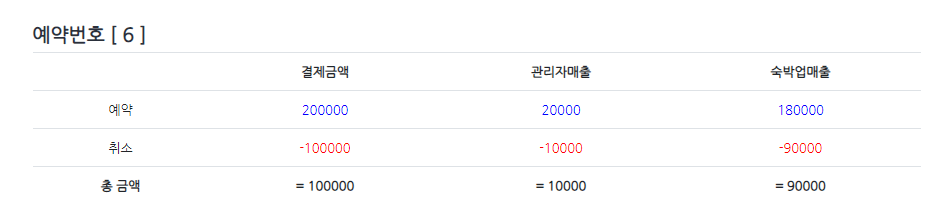 예약번호 [ 6 ]
결제금액 관리자매출 숙박업매출
예약 200000 20000 180000
취소 -100000 -10000 -90000
총 금액 = 100000 = 10000 = 90000